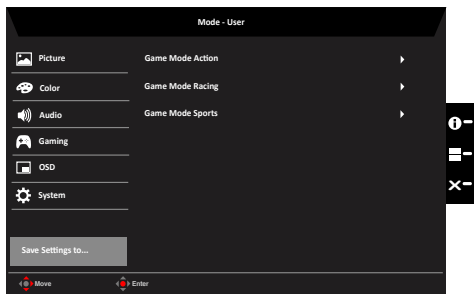 Mode - User
Picture
Game Mode Action
Color
Game Mode Racing
Audio
Game Mode Sports
Gaming
OSD
System
Save Settings to...
Move
Enter